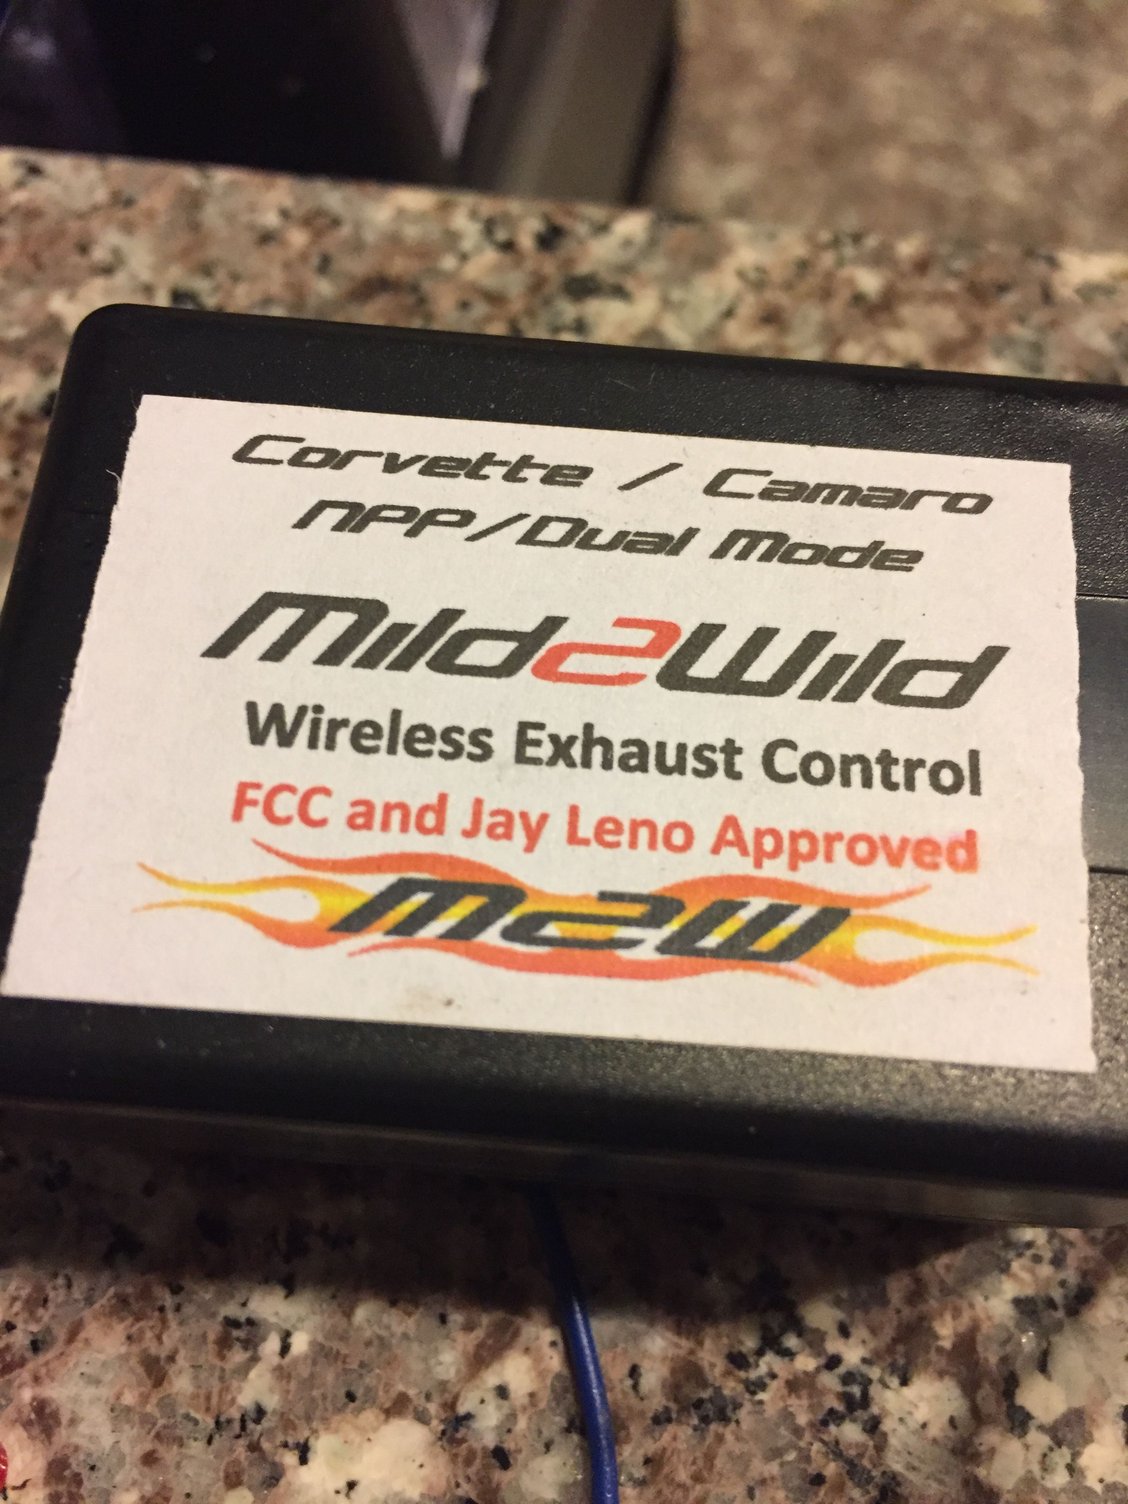 Corvette / Camaro
NPP/Dual Mode
Mild2Wild
Wireless Exhaust Control
FCC and Jay Leno Approved
M2W